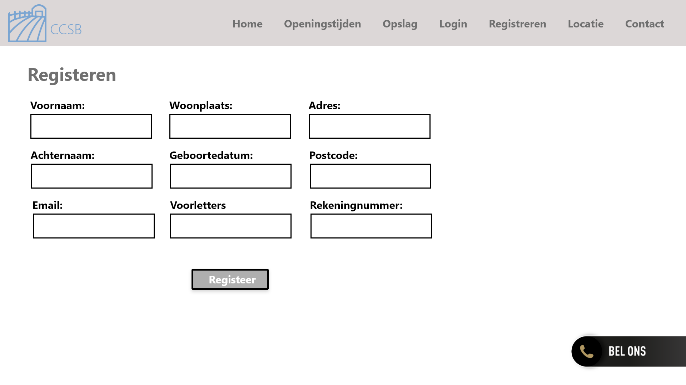 CCSB
Home Openingstijden Opslag Login Registreren Locatie Contact
Registeren
Voornaam: Woonplaats: Adres:
Achternaam: Geboortedatum: Postcode:
Email: Voorletters Rekeningnummer:
Registeer
BEL ONS